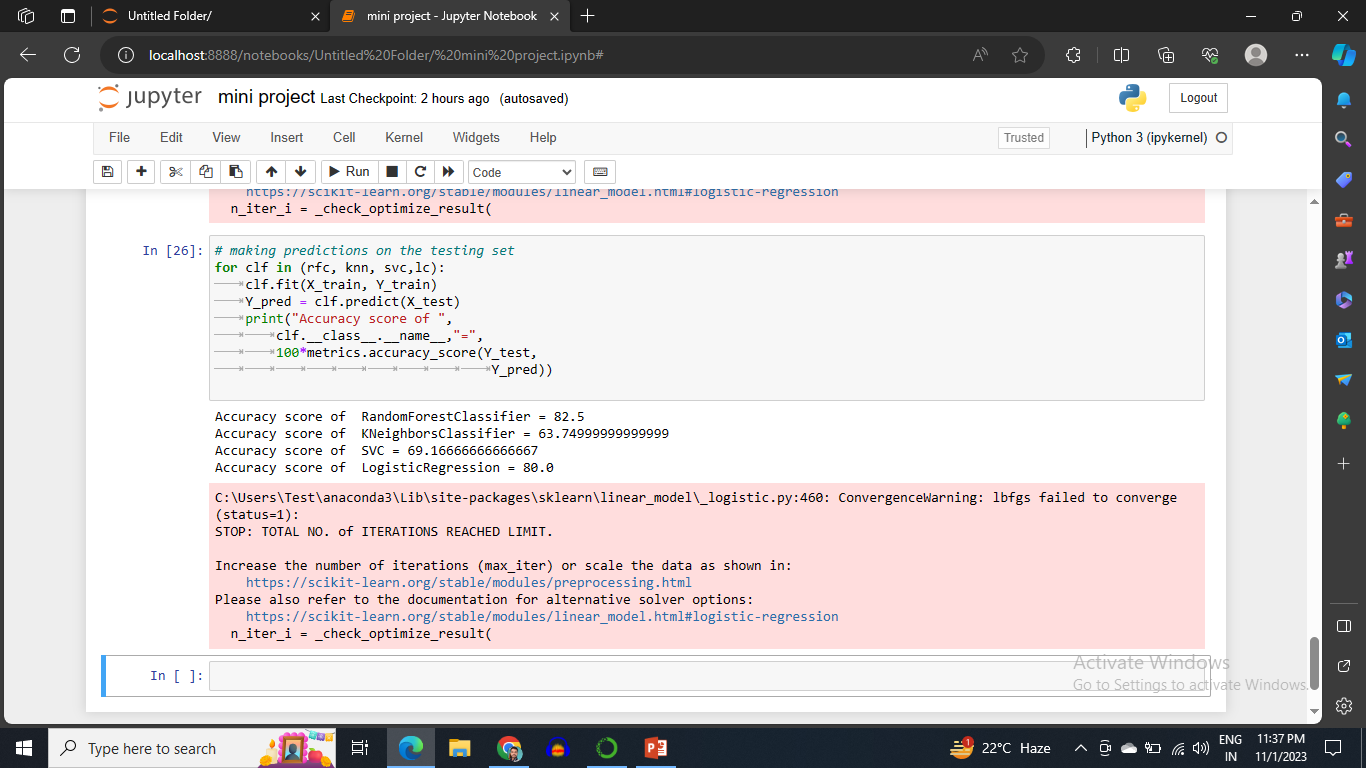 Untitled Folder/
mini project - Jupyter Notebook
localhost:8888/notebooks/Untitled%20Folder/%20mini%20project.ipynb#
jupyter mini project Last Checkpoint: 2 hours ago (autosaved)
Logout
File Edit View Insert Cell Kernel Widgets Help
Trusted
Python 3 (ipykernel)
Run
Code
https://scikit-learn.org/stable/modules/linear_model.html#logistic-regression
n_iter_i = _check_optimize_result(
In [26]:
# making predictions on the testing set
for clf in (rfc, knn, svc,lc):
clf.fit(X_train, Y_train)
Y_pred = clf.predict(X_test)
print("Accuracy score of ",
clf.__class__.__name__,"=",
100*metrics.accuracy_score(Y_test,
Y_pred))
Accuracy score of  RandomForestClassifier = 82.5
Accuracy score of  KNeighborsClassifier = 63.74999999999999
Accuracy score of  SVC = 69.16666666666667
Accuracy score of  LogisticRegression = 80.0
C:\Users\Test\anaconda3\Lib\site-packages\sklearn\linear_model\_logistic.py:460: ConvergenceWarning: lbfgs failed to converge
(status=1):
STOP: TOTAL NO. of ITERATIONS REACHED LIMIT.
Increase the number of iterations (max_iter) or scale the data as shown in:
https://scikit-learn.org/stable/modules/preprocessing.html
Please also refer to the documentation for alternative solver options:
https://scikit-learn.org/stable/modules/linear_model.html#logistic-regression
n_iter_i = _check_optimize_result(
In [ ]:
Activate Windows
Go to Settings to activate Windows.
Type here to search
1
22°C Haze
ENG
IN
11:37 PM
11/1/2023